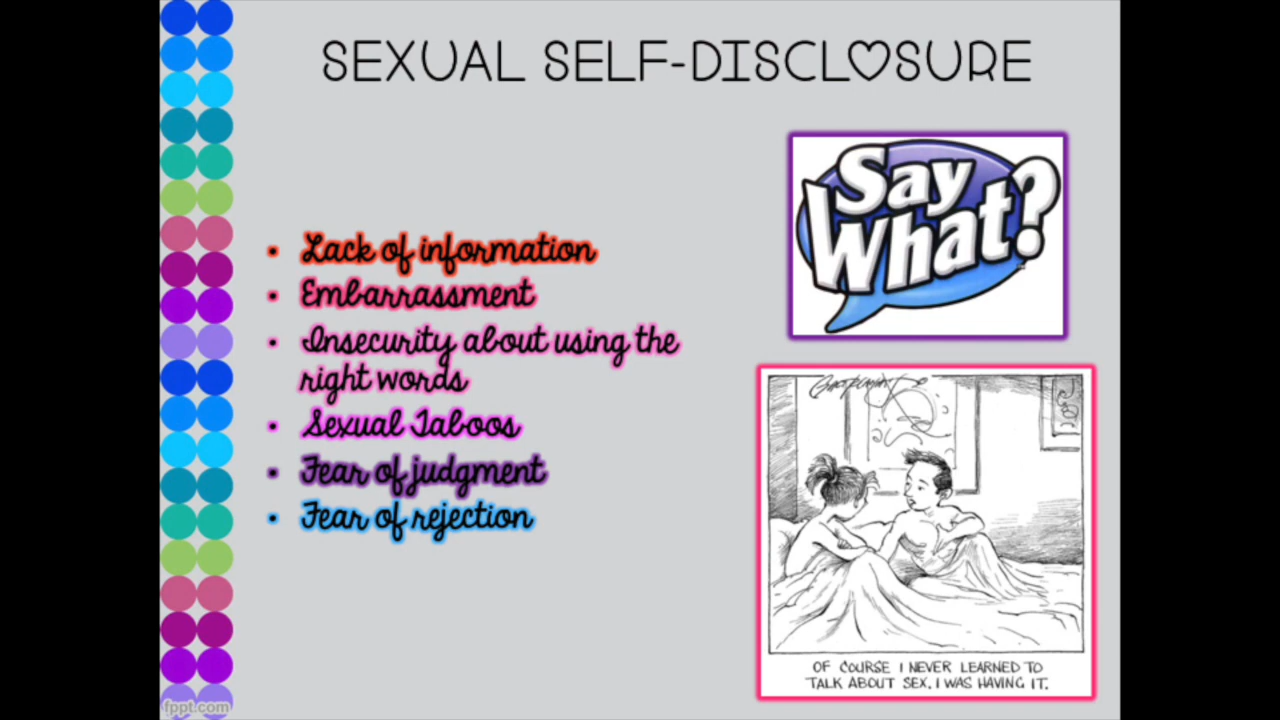 SEXUAL SELF-DISCLOSURE
Say
What?
• Lack of information
• Embarrassment
• Insecurity about using the
right words
• Sexual Taboos
• Fear of judgment
• Fear of rejection
OF COURSE I NEVER LEARNED TO
TALK ABOUT SEX. I WAS HAVING IT.
fppt.com